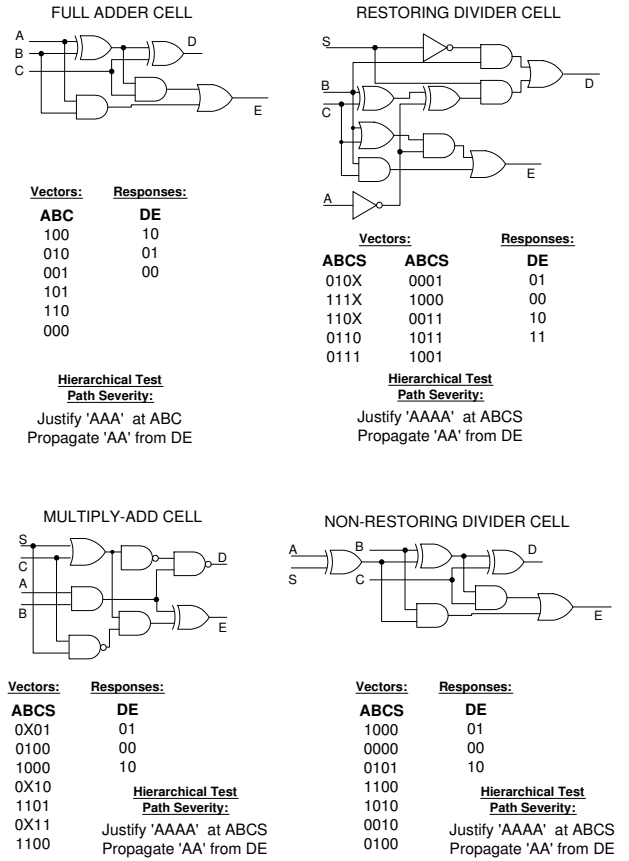 FULL ADDER CELL
A
B
C
D
E
Vectors: Responses:
ABC DE
100 10
010 01
001 00
101
110
000
Hierarchical Test
Path Severity:
Justify 'AAA' at ABC
Propagate 'AA' from DE
RESTORING DIVIDER CELL
S
B
C
A
D
E
Vectors: Responses:
ABCS ABCS DE
010X 0001 01
111X 1000 00
110X 0011 10
0110 1011 11
0111 1001
Hierarchical Test
Path Severity:
Justify 'AAAA' at ABCS
Propagate 'AA' from DE
MULTIPLY-ADD CELL
S
C
A
B
D
E
Vectors: Responses:
ABCS DE
0X01 01
0100 00
1000 10
0X10
1101
0X11
1100
Hierarchical Test
Path Severity:
Justify 'AAAA' at ABCS
Propagate 'AA' from DE
NON-RESTORING DIVIDER CELL
A
S
B
C
D
E
Vectors: Responses:
ABCS DE
1000 01
0000 00
0101 10
1100
1010
0010
0100
Hierarchical Test
Path Severity:
Justify 'AAAA' at ABCS
Propagate 'AA' from DE